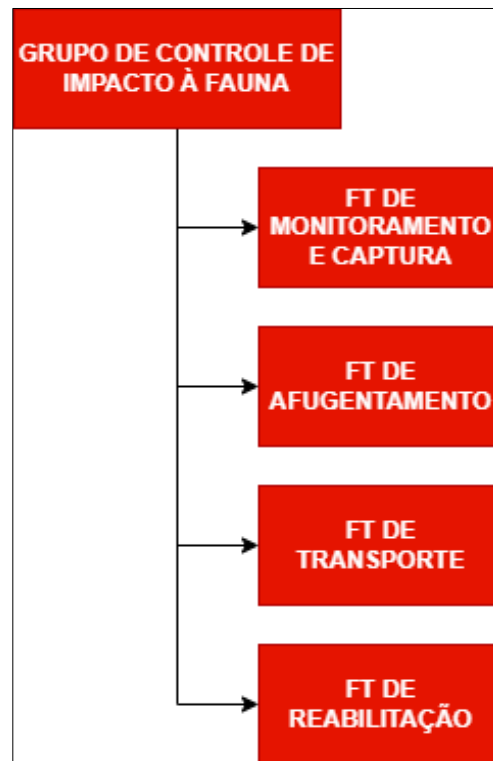 GRUPO DE CONTROLE DE
IMPACTO À FAUNA
FT DE
MONITORAMENTO
E CAPTURA
FT DE
AFUGENTAMENTO
FT DE
TRANSPORTE
FT DE
REABILITAÇÃO